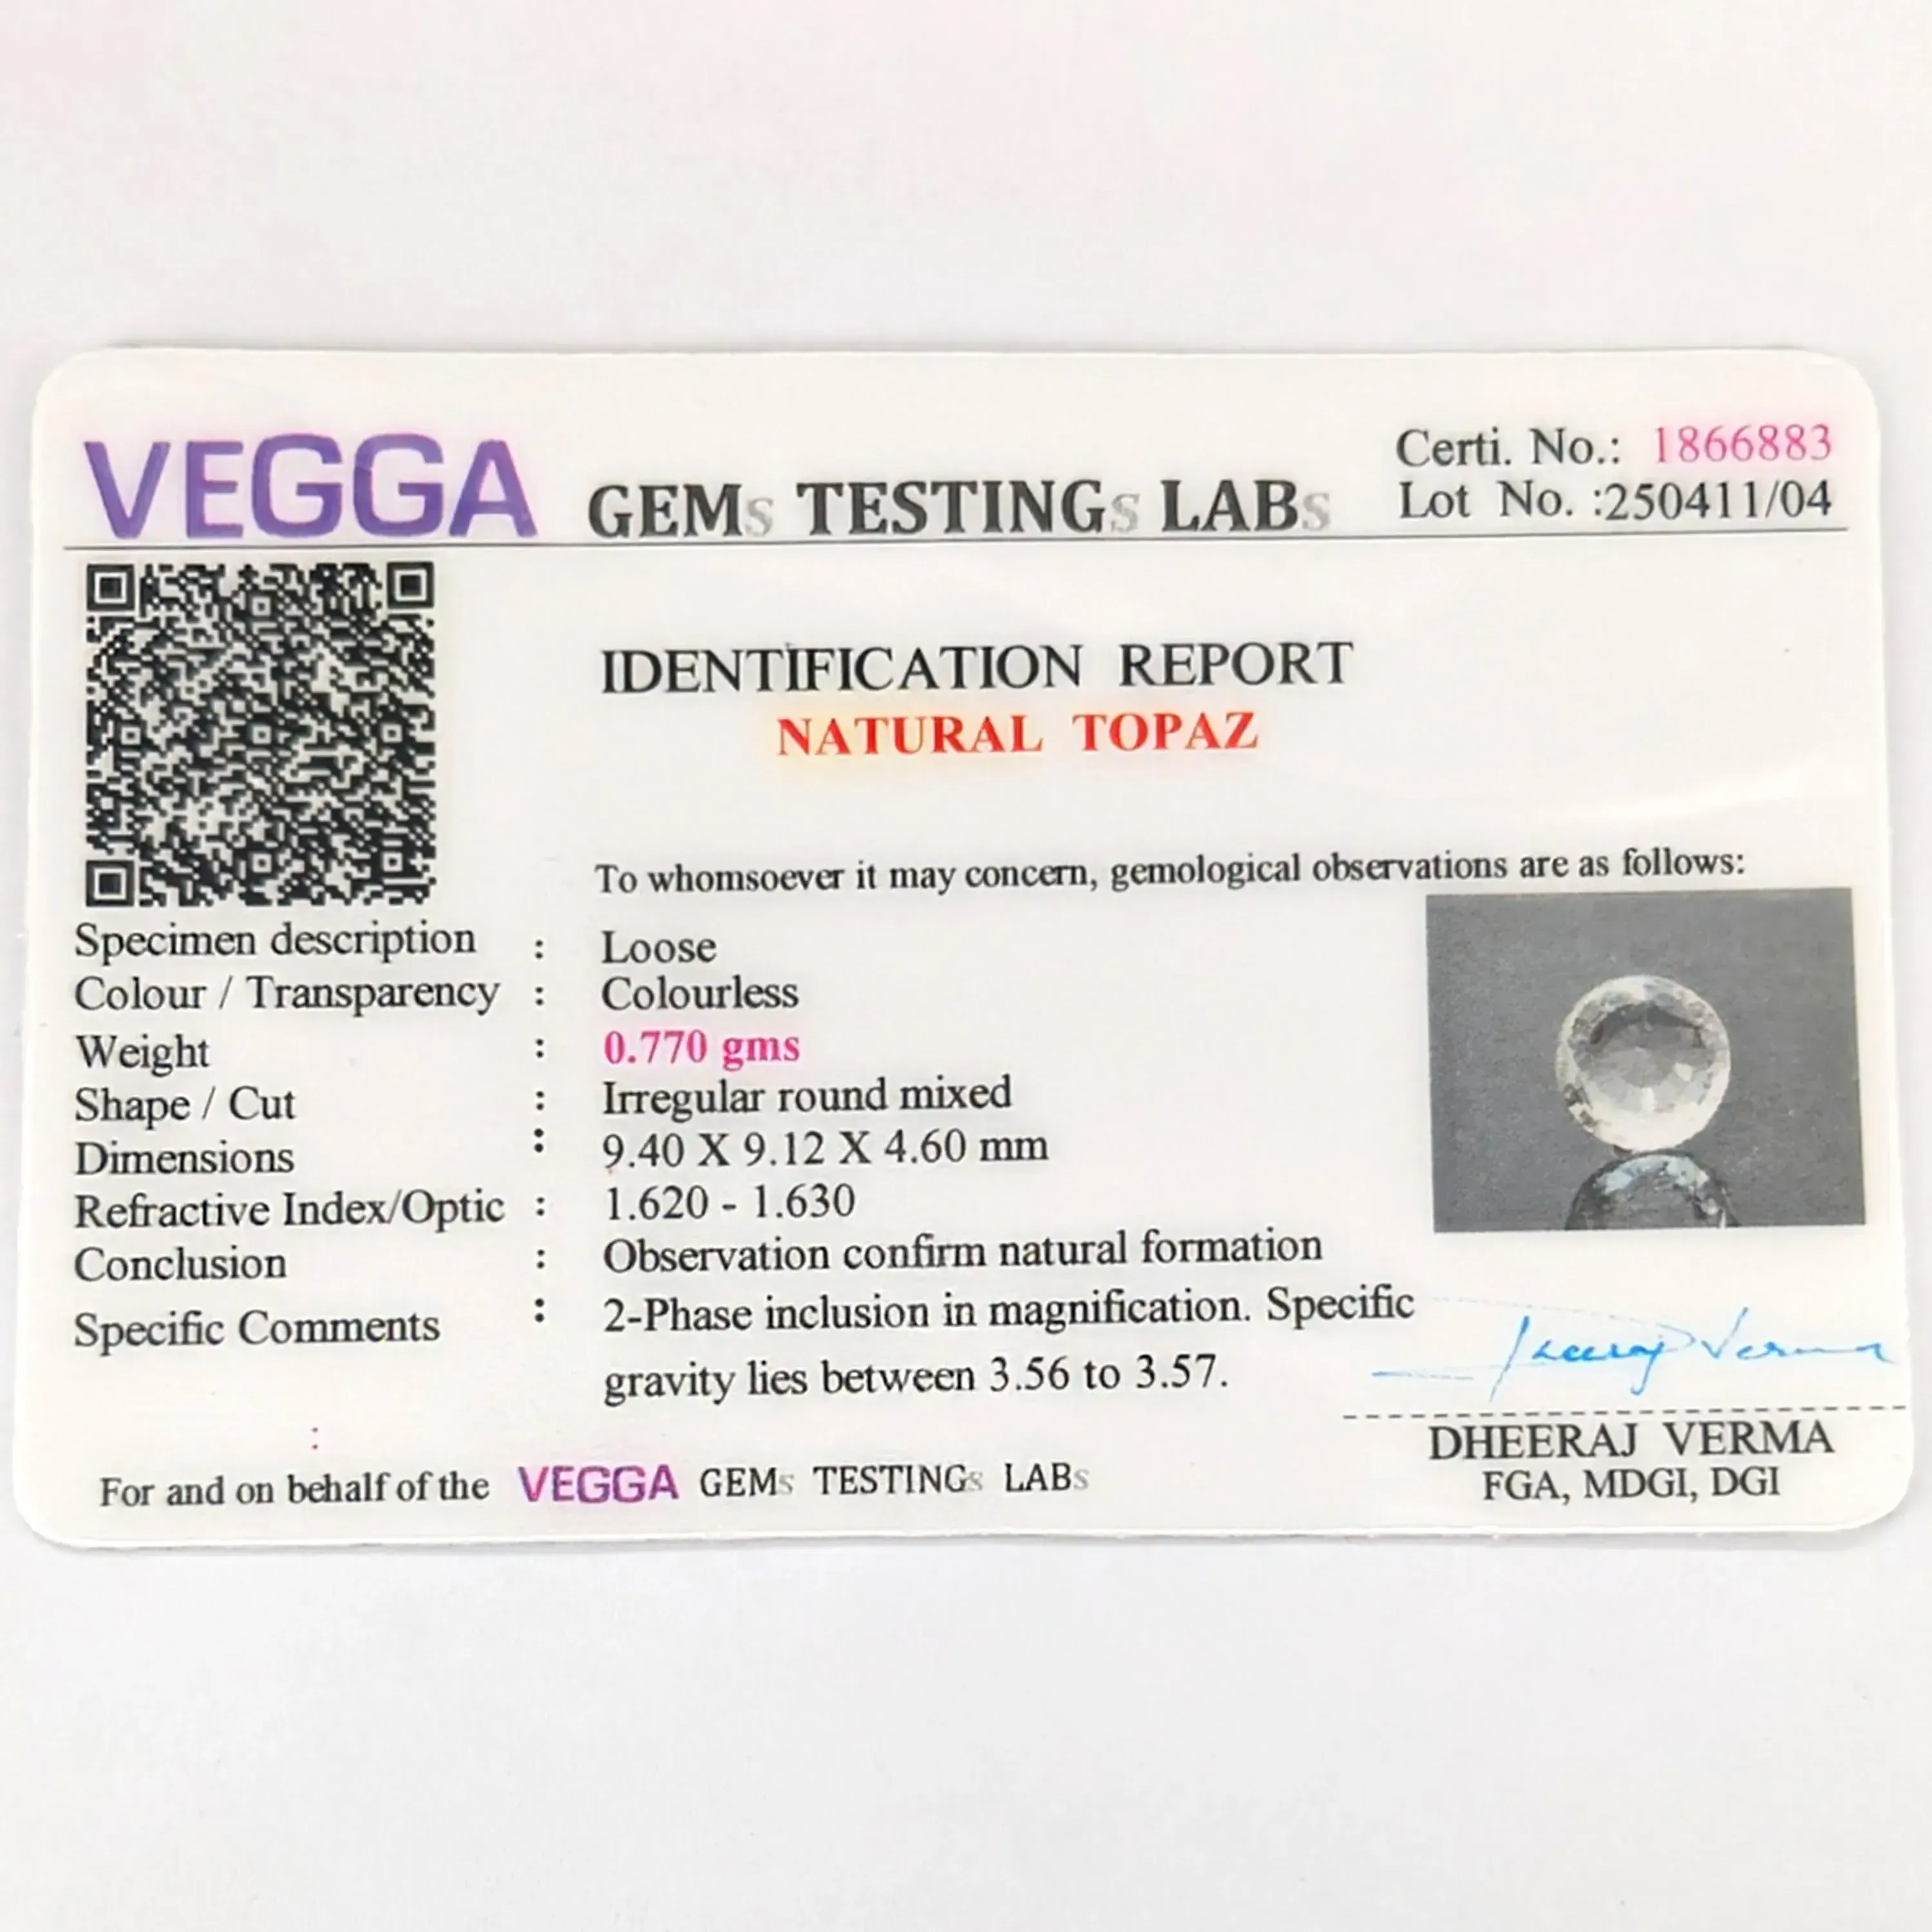 VEGGA GEMs TESTINGs LABs
Certi. No.: 1866883
Lot No. :250411/04
IDENTIFICATION REPORT
NATURAL TOPAZ
To whomsoever it may concern, gemological observations are as follows:
Specimen description : Loose
Colour / Transparency : Colourless
Weight : 0.770 gms
Shape / Cut : Irregular round mixed
Dimensions : 9.40 X 9.12 X 4.60 mm
Refractive Index/Optic : 1.620 - 1.630
Conclusion : Observation confirm natural formation
Specific Comments : 2-Phase inclusion in magnification. Specific
gravity lies between 3.56 to 3.57.
:
Dheeraj Verma
DHEERAJ VERMA
FGA, MDGI, DGI
For and on behalf of the VEGGA GEMs TESTINGs LABs